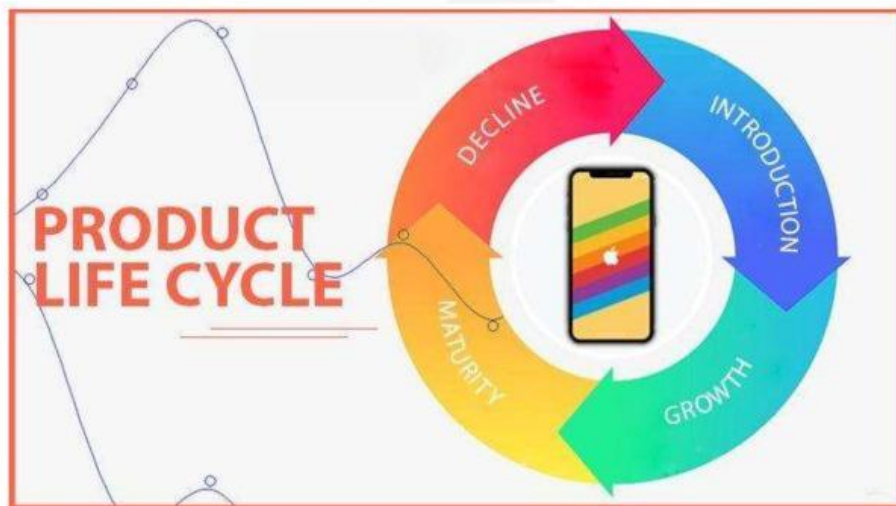 PRODUCT
LIFE CYCLE
DECLINE
INTRODUCTION
GROWTH
MATURITY